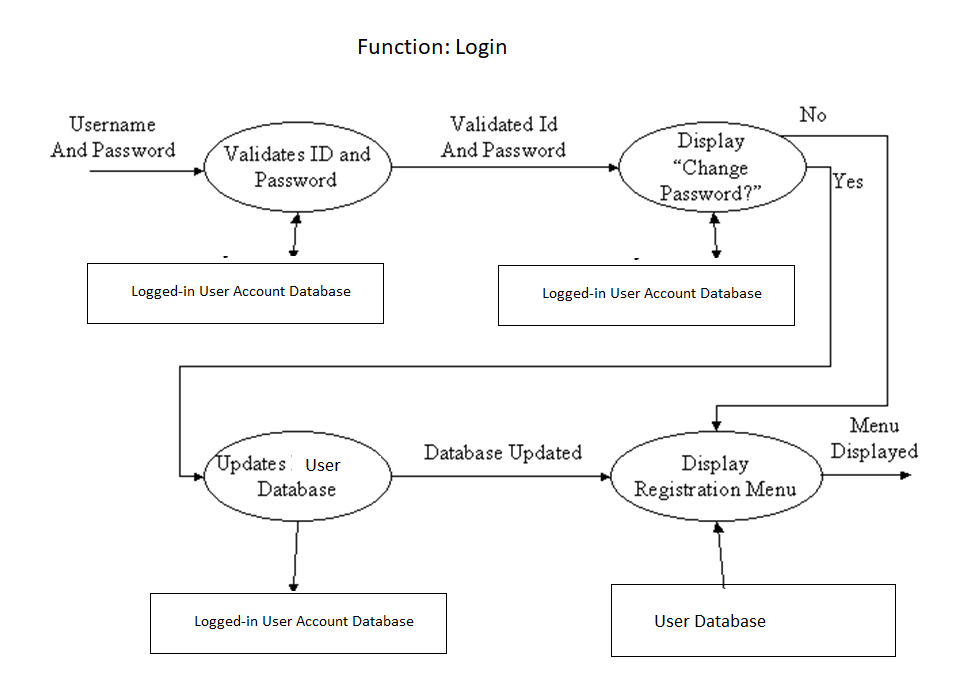 Function: Login
Username
And Password
Validates ID and
Password
Validated Id
And Password
Display
“Change
Password?”
No
Yes
Logged-in User Account Database
Logged-in User Account Database
Updates User
Database
Database Updated
Display
Registration Menu
Menu
Displayed
Logged-in User Account Database
User Database